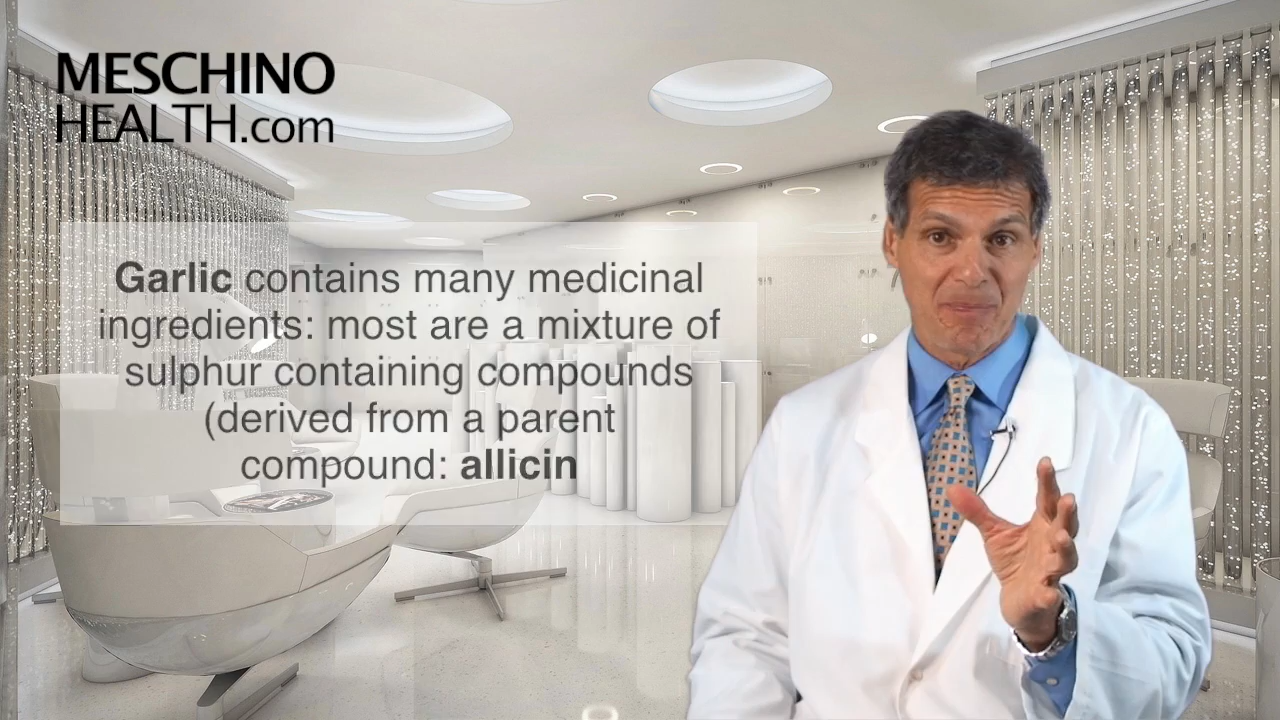 MESCHINO
HEALTH.com
Garlic contains many medicinal
ingredients: most are a mixture of
sulphur containing compounds
(derived from a parent
compound: allicin